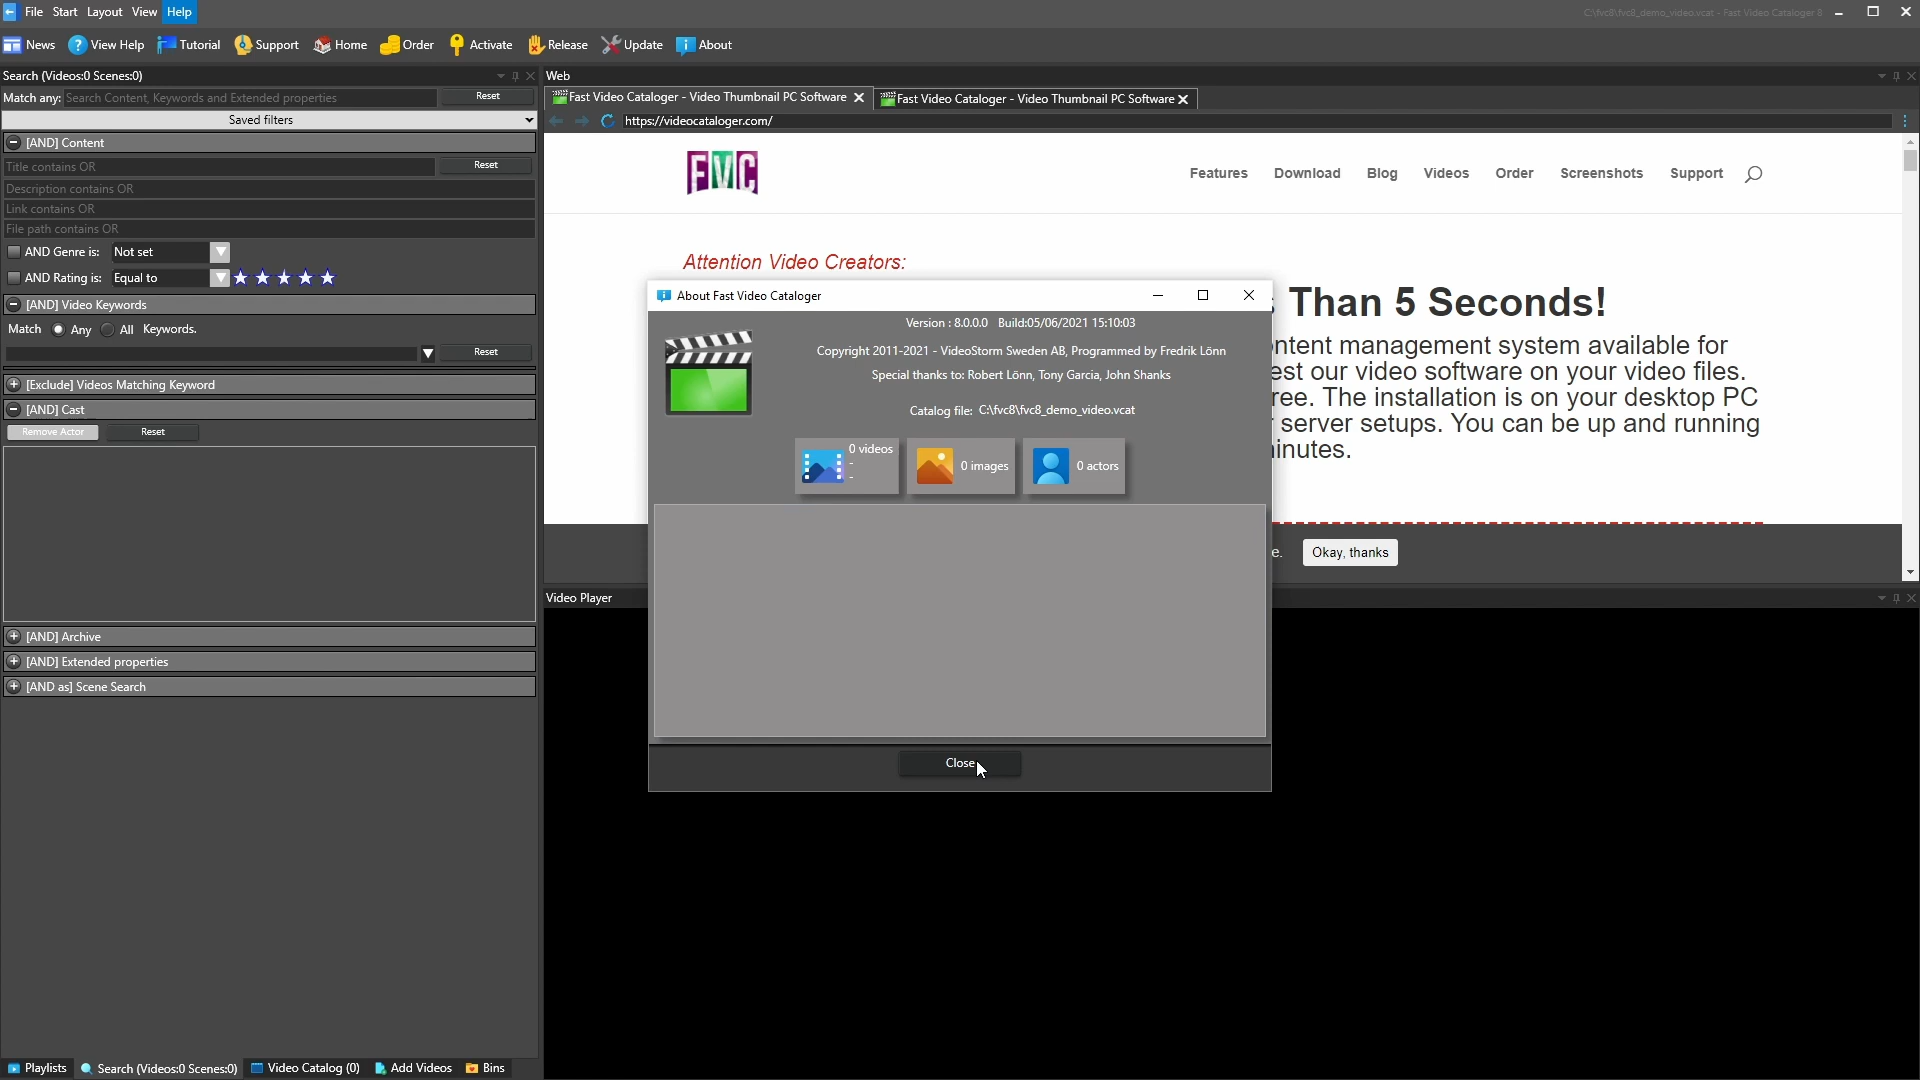 File Start Layout View Help
C:\fvc8\fvc8_demo_video.vcat - Fast Video Cataloger 8
News View Help Tutorial Support Home Order Activate Release Update About
Search (Videos:0 Scenes:0)
Match any: Search Content, Keywords and Extended properties Reset
Saved filters
[AND] Content
Title contains OR Reset
Description contains OR
Link contains OR
File path contains OR
AND Genre is: Not set
AND Rating is: Equal to
[AND] Video Keywords
Match Any All Keywords.
Reset
[Exclude] Videos Matching Keyword
[AND] Cast
Remove Actor Reset
[AND] Archive
[AND] Extended properties
[AND as] Scene Search
Playlists Search (Videos:0 Scenes:0) Video Catalog (0) Add Videos Bins
Web
Fast Video Cataloger - Video Thumbnail PC Software Fast Video Cataloger - Video Thumbnail PC Software
https://videocataloger.com/
FVC
Features Download Blog Videos Order Screenshots Support
Attention Video Creators:
Than 5 Seconds!
ntent management system available for
est our video software on your video files.
ree. The installation is on your desktop PC
server setups. You can be up and running
inutes.
e. Okay, thanks
Video Player
About Fast Video Cataloger
Version : 8.0.0.0 Build:05/06/2021 15:10:03
Copyright 2011-2021 - VideoStorm Sweden AB, Programmed by Fredrik Lönn
Special thanks to: Robert Lönn, Tony Garcia, John Shanks
Catalog file: C:\fvc8\fvc8_demo_video.vcat
0 videos
-
-
0 images
0 actors
Close